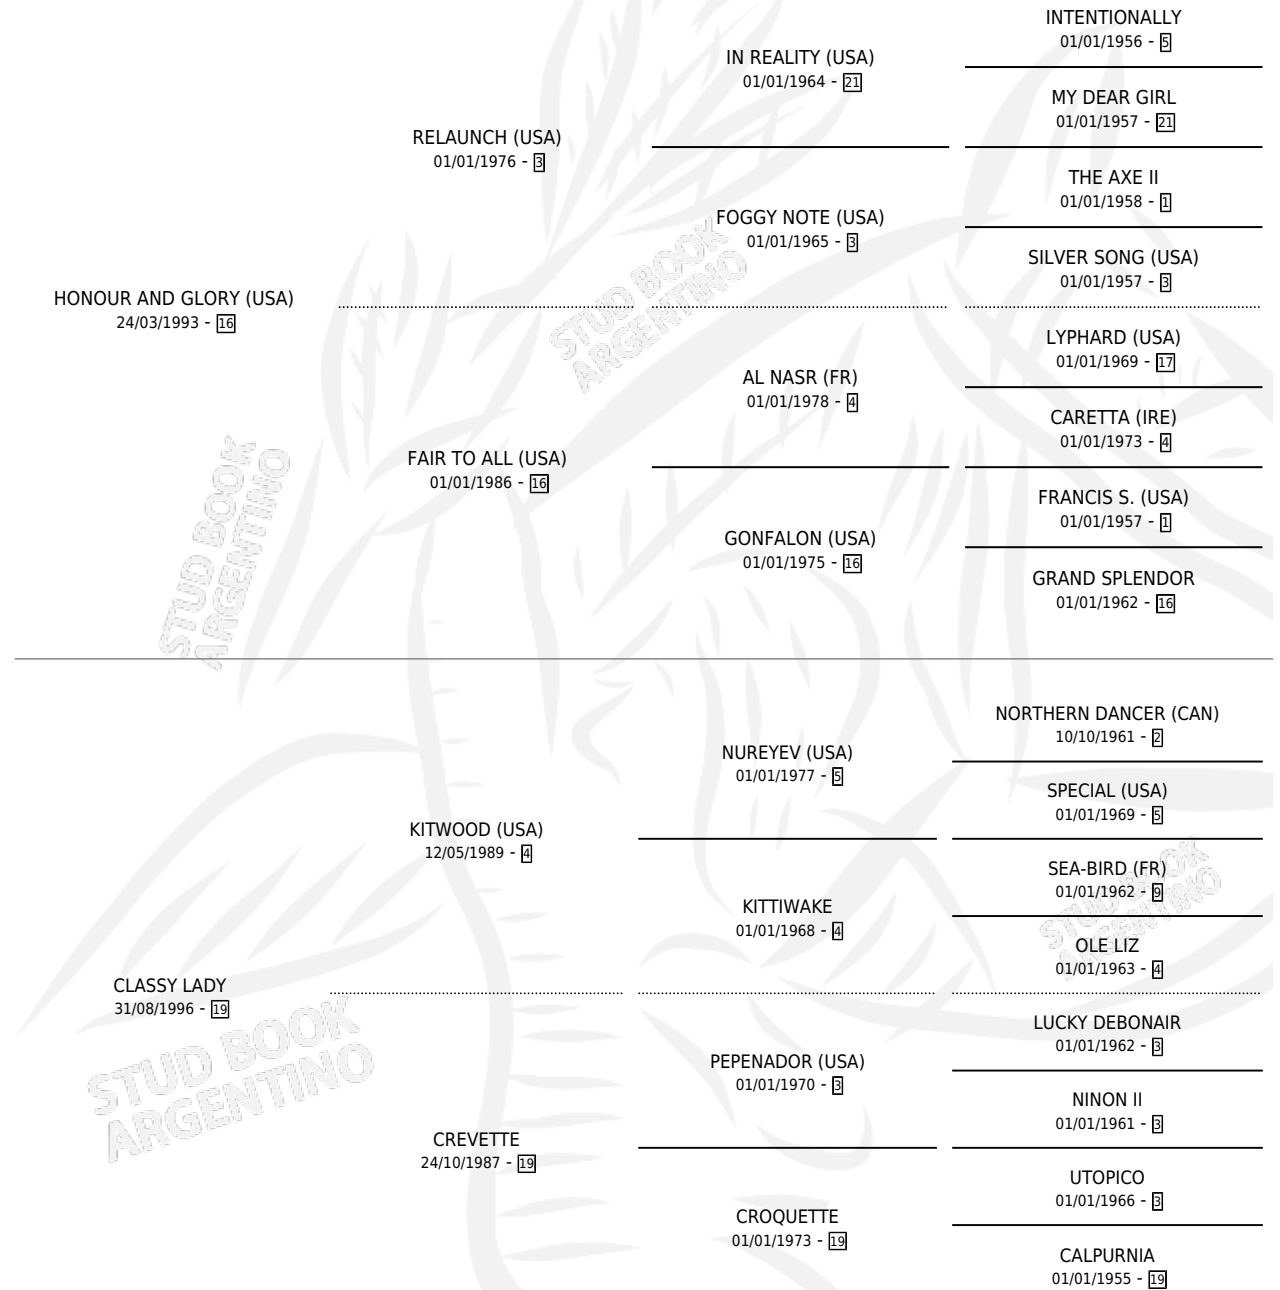 INTENTIONALLY
01/01/1956 - 5
IN REALITY (USA)
01/01/1964 - 21
MY DEAR GIRL
01/01/1957 - 21
RELAUNCH (USA)
01/01/1976 - 3
THE AXE II
01/01/1958 - 1
FOGGY NOTE (USA)
01/01/1965 - 3
SILVER SONG (USA)
01/01/1957 - 3
HONOUR AND GLORY (USA)
24/03/1993 - 16
STUD BOOK
ARGENTINO
LYPHARD (USA)
01/01/1969 - 17
AL NASR (FR)
01/01/1978 - 4
CARETTA (IRE)
01/01/1973 - 4
FAIR TO ALL (USA)
01/01/1986 - 16
FRANCIS S. (USA)
01/01/1957 - 1
GONFALON (USA)
01/01/1975 - 16
GRAND SPLENDOR
01/01/1962 - 16
STUD BOOK
ARGENTINO
NORTHERN DANCER (CAN)
10/10/1961 - 2
NUREYEV (USA)
01/01/1977 - 5
SPECIAL (USA)
01/01/1969 - 5
KITWOOD (USA)
12/05/1989 - 4
SEA-BIRD (FR)
01/01/1962 - 9
KITTIWAKE
01/01/1968 - 4
OLE LIZ
01/01/1963 - 4
STUD BOOK
ARGENTINO
CLASSY LADY
31/08/1996 - 19
STUD BOOK
ARGENTINO
LUCKY DEBONAIR
01/01/1962 - 3
PEPENADOR (USA)
01/01/1970 - 3
NINON II
01/01/1961 - 3
CREVETTE
24/10/1987 - 19
UTOPICO
01/01/1966 - 3
CROQUETTE
01/01/1973 - 19
CALPURNIA
01/01/1955 - 19